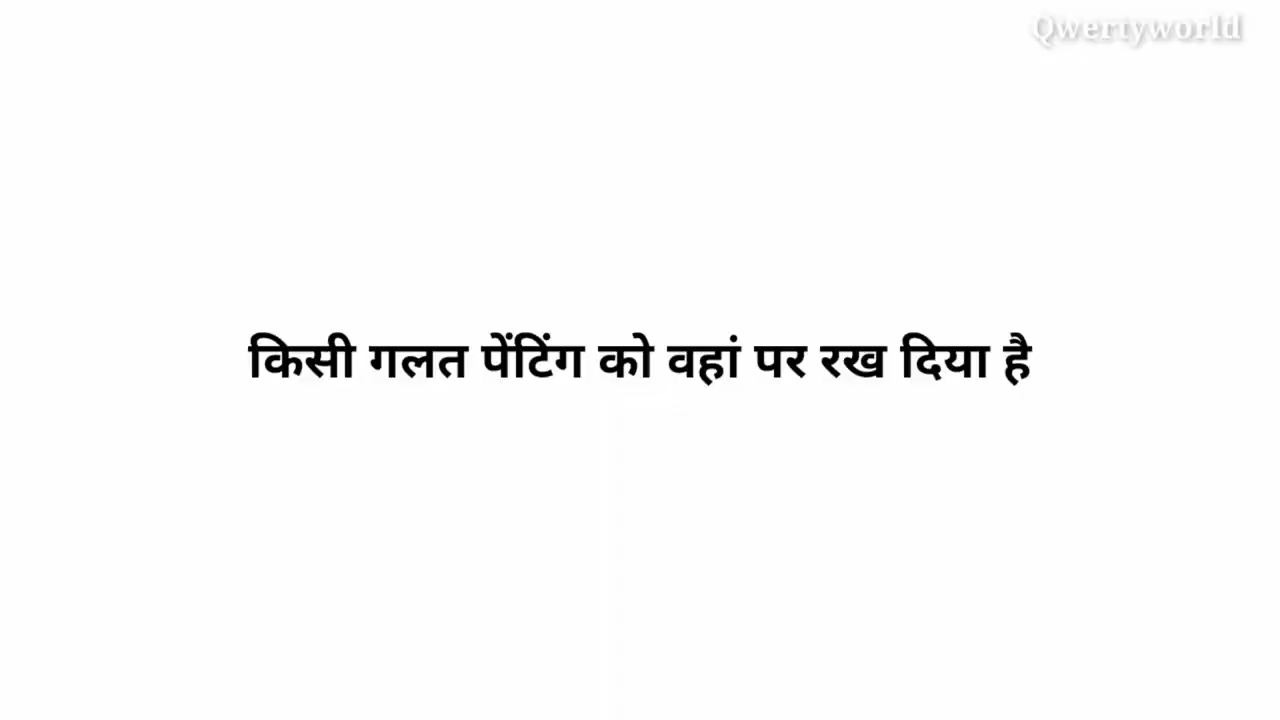 Qwertyworld
किसी गलत पेंटिंग को वहां पर रख दिया है